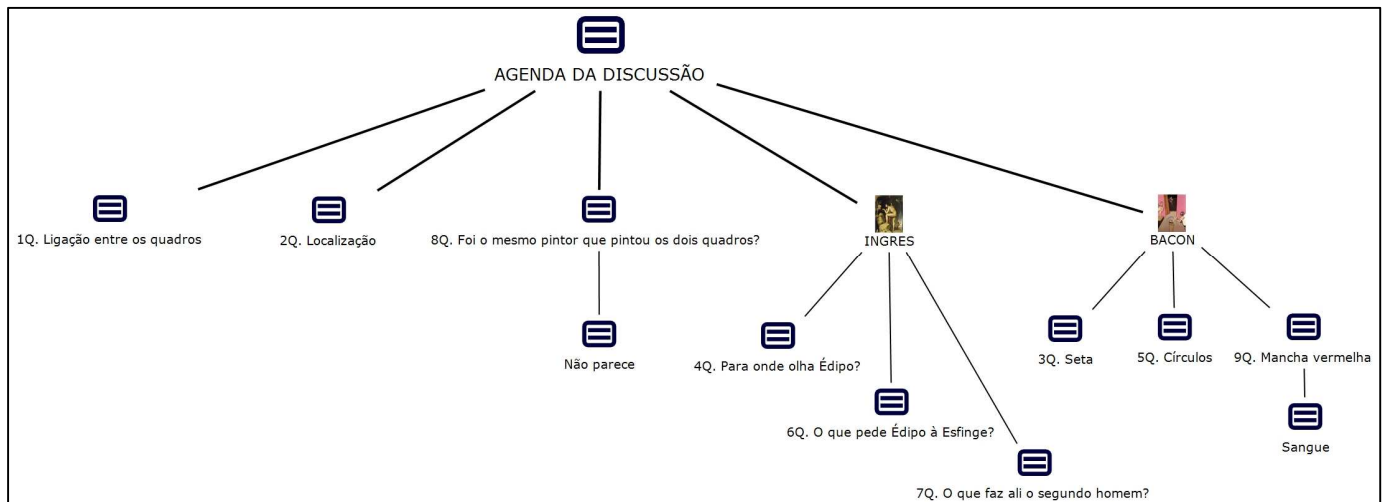 AGENDA DA DISCUSSÃO
1Q. Ligação entre os quadros
2Q. Localização
8Q. Foi o mesmo pintor que pintou os dois quadros?
INGRES
BACON
Não parece
4Q. Para onde olha Édipo?
3Q. Seta
5Q. Círculos
9Q. Mancha vermelha
6Q. O que pede Édipo à Esfinge?
Sangue
7Q. O que faz ali o segundo homem?